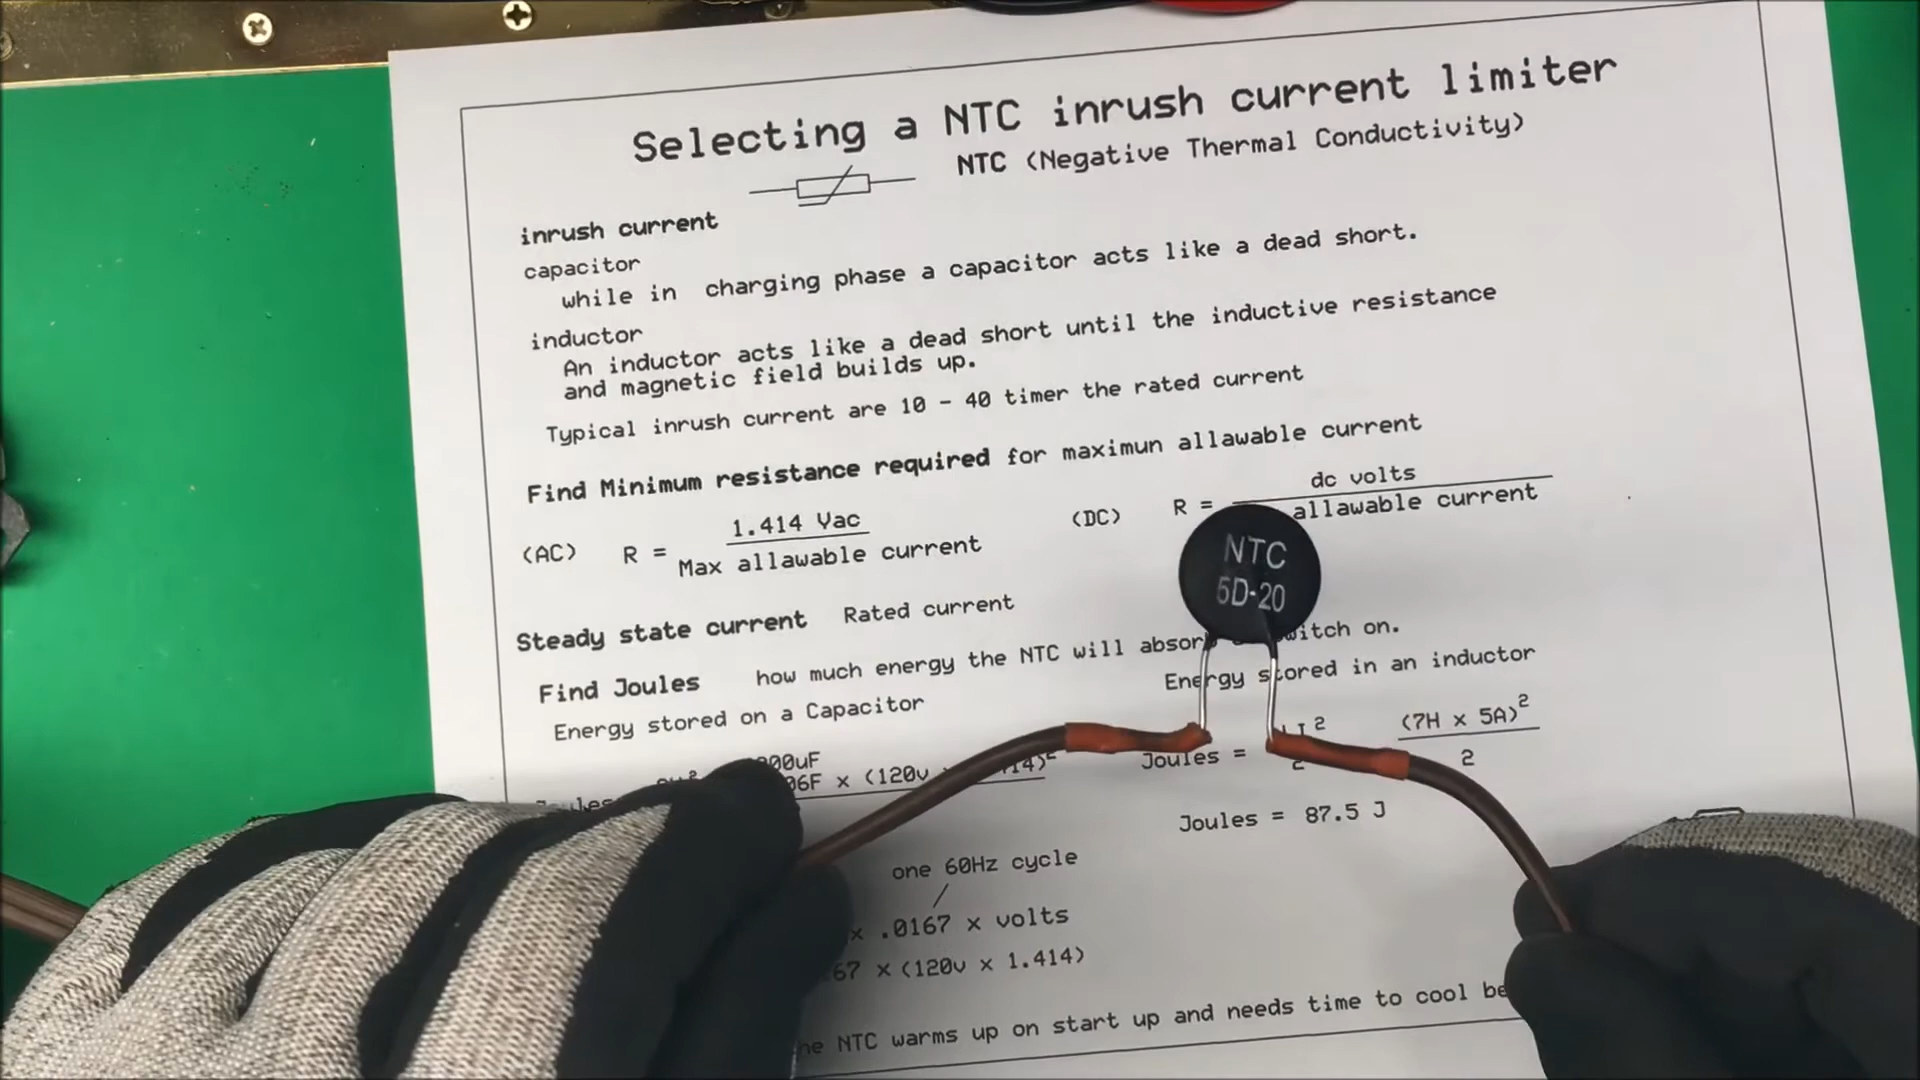 Selecting a NTC inrush current limiter
NTC (Negative Thermal Conductivity)
inrush current
capacitor
while in charging phase a capacitor acts like a dead short.
inductor
An inductor acts like a dead short until the inductive resistance
and magnetic field builds up.
Typical inrush current are 10 - 40 timer the rated current
Find Minimum resistance required for maximun allawable current
(AC) R = 1.414 Vac
Max allawable current
(DC) R = dc volts
allawable current
NTC
5D-20
Steady state current Rated current
Find Joules how much energy the NTC will on.
Energy stored on a Capacitor
Energy stored in an inductor
x (120v
Joules = 2
(7H x 5A)²
2
Joules = 87.5 J
one 60Hz cycle
x .0167 x volts
x (120v x 1.414)
NTC warms up on start up and needs time to cool